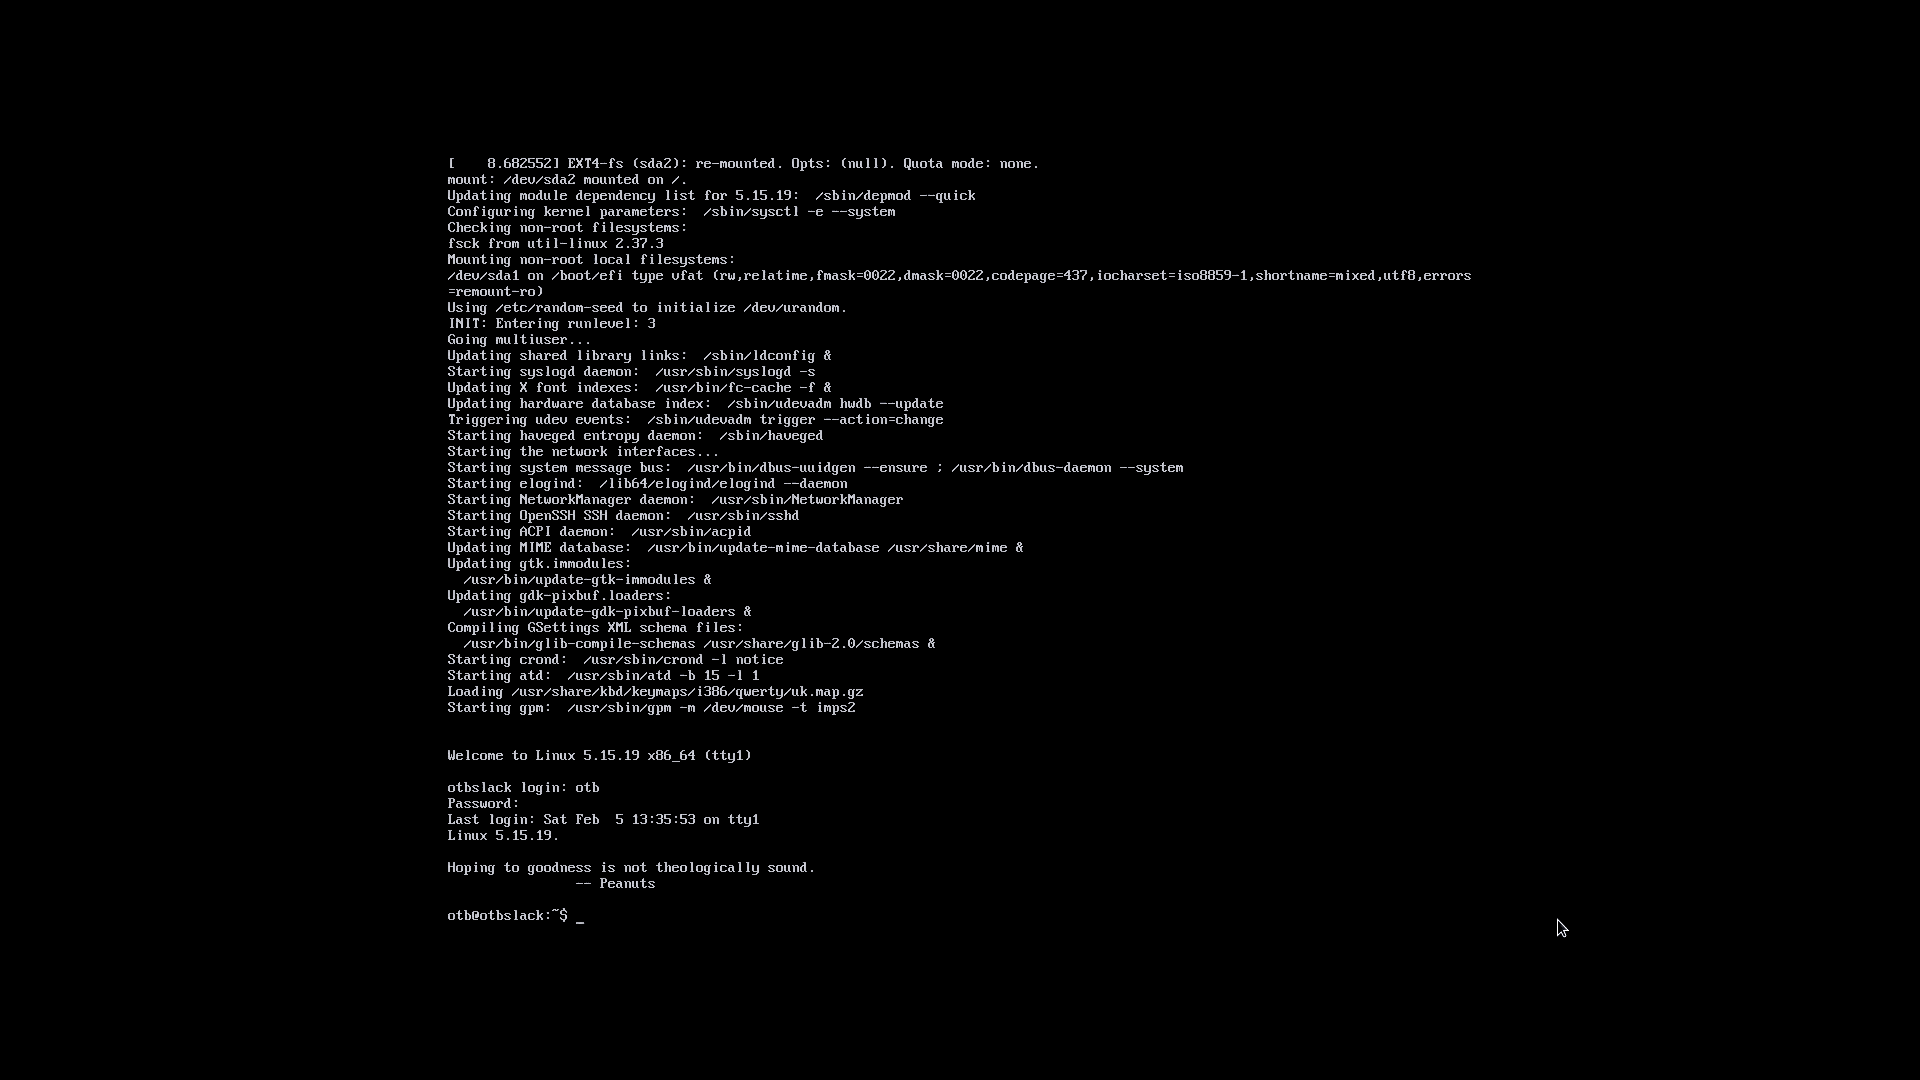 [    8.682552] EXT4-fs (sda2): re-mounted. Opts: (null). Quota mode: none.
mount: /dev/sda2 mounted on /.
Updating module dependency list for 5.15.19:  /sbin/depmod --quick
Configuring kernel parameters:  /sbin/sysctl -e --system
Checking non-root filesystems:
fsck from util-linux 2.37.3
Mounting non-root local filesystems:
/dev/sda1 on /boot/efi type vfat (rw,relatime,fmask=0022,dmask=0022,codepage=437,iocharset=iso8859-1,shortname=mixed,utf8,errors
=remount-ro)
Using /etc/random-seed to initialize /dev/urandom.
INIT: Entering runlevel: 3
Going multiuser...
Updating shared library links:  /sbin/ldconfig &
Starting syslogd daemon:  /usr/sbin/syslogd -s
Updating X font indexes:  /usr/bin/fc-cache -f &
Updating hardware database index:  /sbin/udevadm hwdb --update
Triggering udev events:  /sbin/udevadm trigger --action=change
Starting haveged entropy daemon:  /sbin/haveged
Starting the network interfaces...
Starting system message bus:  /usr/bin/dbus-uuidgen --ensure ; /usr/bin/dbus-daemon --system
Starting elogind:  /lib64/elogind/elogind --daemon
Starting NetworkManager daemon:  /usr/sbin/NetworkManager
Starting OpenSSH SSH daemon:  /usr/sbin/sshd
Starting ACPI daemon:  /usr/sbin/acpid
Updating MIME database:  /usr/bin/update-mime-database /usr/share/mime &
Updating gtk.immodules:
  /usr/bin/update-gtk-immodules &
Updating gdk-pixbuf.loaders:
  /usr/bin/update-gdk-pixbuf-loaders &
Compiling GSettings XML schema files:
  /usr/bin/glib-compile-schemas /usr/share/glib-2.0/schemas &
Starting crond:  /usr/sbin/crond -l notice
Starting atd:  /usr/sbin/atd -b 15 -l 1
Loading /usr/share/kbd/keymaps/i386/qwerty/uk.map.gz
Starting gpm:  /usr/sbin/gpm -m /dev/mouse -t imps2
Welcome to Linux 5.15.19 x86_64 (tty1)
otbslack login: otb
Password:
Last login: Sat Feb  5 13:35:53 on tty1
Linux 5.15.19.
Hoping to goodness is not theologically sound.
                -- Peanuts
otb@otbslack:~$ _